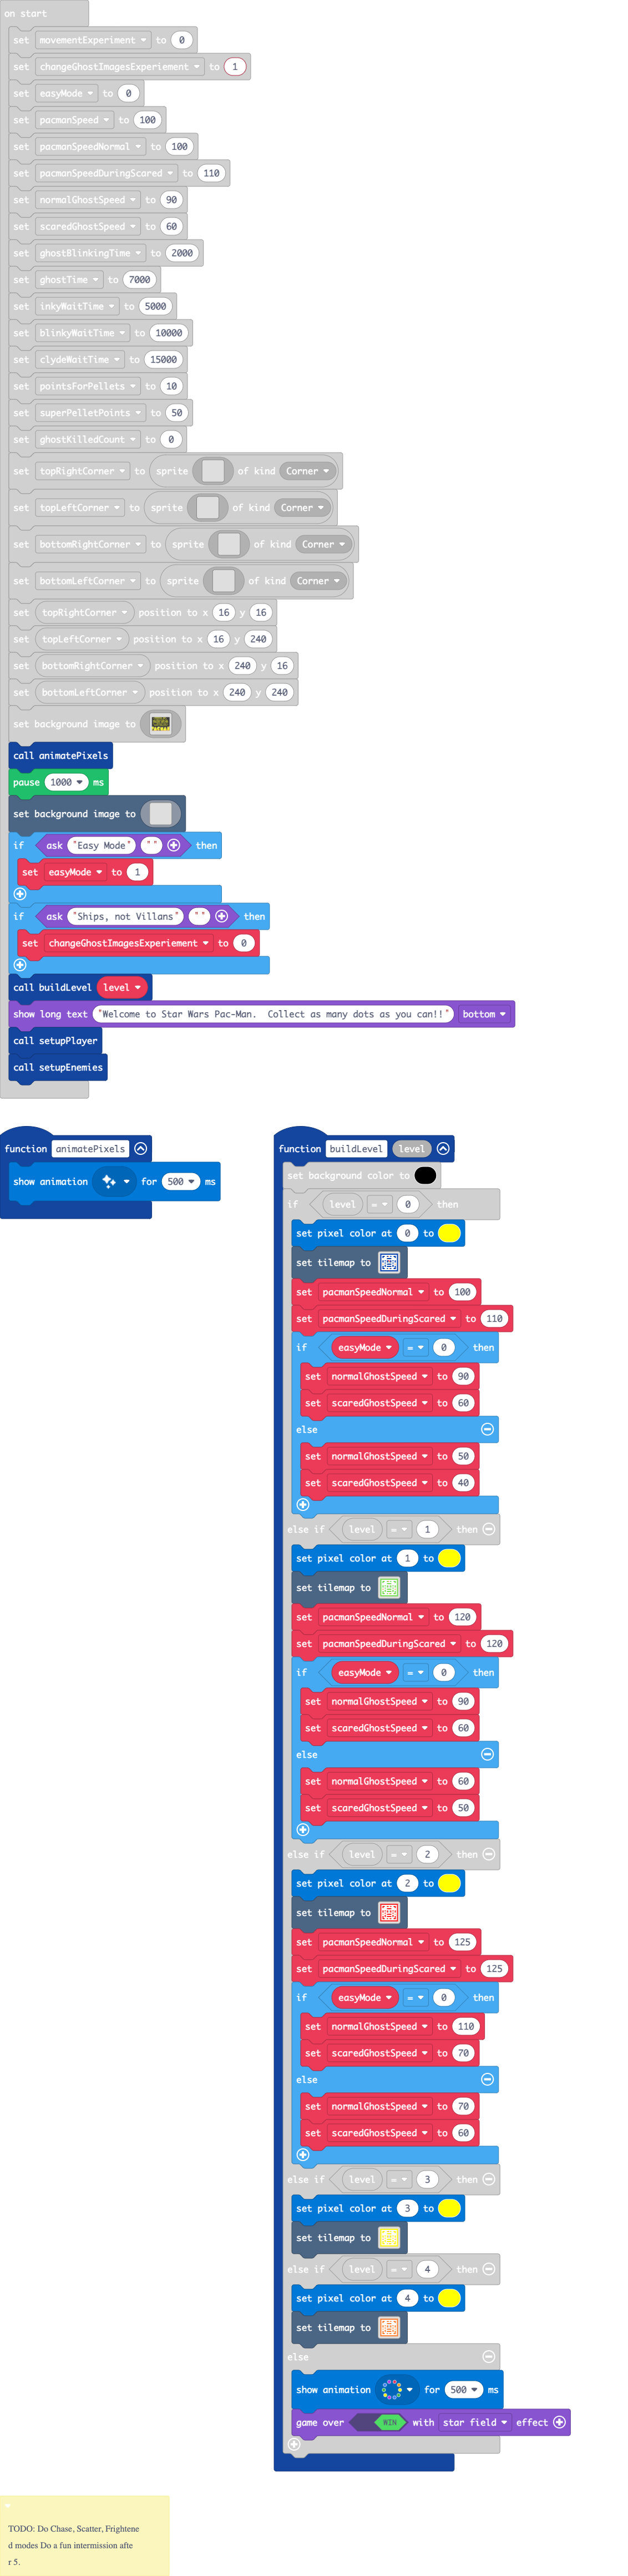 on start
set movementExperiment to 0
set changeGhostImagesExperiement to 1
set easyMode to 0
set pacmanSpeed to 100
set pacmanSpeedNormal to 100
set pacmanSpeedDuringScared to 110
set normalGhostSpeed to 90
set scaredGhostSpeed to 60
set ghostBlinkingTime to 2000
set ghostTime to 7000
set inkyWaitTime to 5000
set blinkyWaitTime to 10000
set clydeWaitTime to 15000
set pointsForPellets to 10
set superPelletPoints to 50
set ghostKilledCount to 0
set topRightCorner to sprite of kind Corner
set topLeftCorner to sprite of kind Corner
set bottomRightCorner to sprite of kind Corner
set bottomLeftCorner to sprite of kind Corner
set topRightCorner position to x 16 y 16
set topLeftCorner position to x 16 y 240
set bottomRightCorner position to x 240 y 16
set bottomLeftCorner position to x 240 y 240
set background image to
call animatePixels
pause 1000 ms
set background image to
if ask "Easy Mode" "" then
set easyMode to 1
if ask "Ships, not Villans" "" then
set changeGhostImagesExperiement to 0
call buildLevel level
show long text "Welcome to Star Wars Pac-Man. Collect as many dots as you can!!" bottom
call setupPlayer
call setupEnemies
function animatePixels
show animation for 500 ms
function buildLevel level
set background color to
if level = 0 then
set pixel color at 0 to
set tilemap to
set pacmanSpeedNormal to 100
set pacmanSpeedDuringScared to 110
if easyMode = 0 then
set normalGhostSpeed to 90
set scaredGhostSpeed to 60
else
set normalGhostSpeed to 50
set scaredGhostSpeed to 40
else if level = 1 then
set pixel color at 1 to
set tilemap to
set pacmanSpeedNormal to 120
set pacmanSpeedDuringScared to 120
if easyMode = 0 then
set normalGhostSpeed to 90
set scaredGhostSpeed to 60
else
set normalGhostSpeed to 60
set scaredGhostSpeed to 50
else if level = 2 then
set pixel color at 2 to
set tilemap to
set pacmanSpeedNormal to 125
set pacmanSpeedDuringScared to 125
if easyMode = 0 then
set normalGhostSpeed to 110
set scaredGhostSpeed to 70
else
set normalGhostSpeed to 70
set scaredGhostSpeed to 60
else if level = 3 then
set pixel color at 3 to
set tilemap to
else if level = 4 then
set pixel color at 4 to
set tilemap to
else
show animation for 500 ms
game over WIN with star field effect
TODO: Do Chase, Scatter, Frightene
d modes Do a fun intermission afte
r 5.